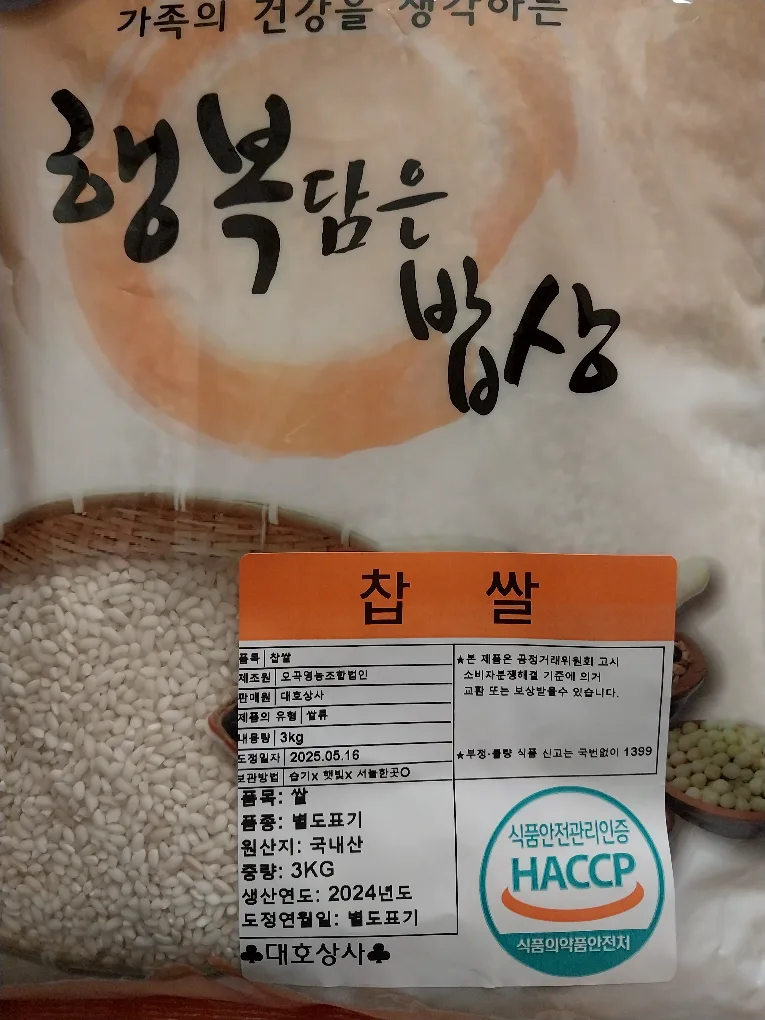 가족의 건강을 생각하는
행복담은
밥상
찹 쌀
품목 찹쌀
제조원 오곡영농조합법인
판매원 대호상사
제품의 유형 쌀류
내용량 3kg
도정일자 2025.05.16
보관방법 습기x 햇빛x 서늘한곳O
★본 제품은 공정거래위원회 고시
소비자분쟁해결 기준에 의거
교환 또는 보상받을수 있습니다.
★부정·불량 식품 신고는 국번없이 1399
품목: 쌀
품종: 별도표기
원산지: 국내산
중량: 3KG
생산연도: 2024년도
도정연월일: 별도표기
♣대호상사♣
식품안전관리인증
HACCP
식품의약품안전처